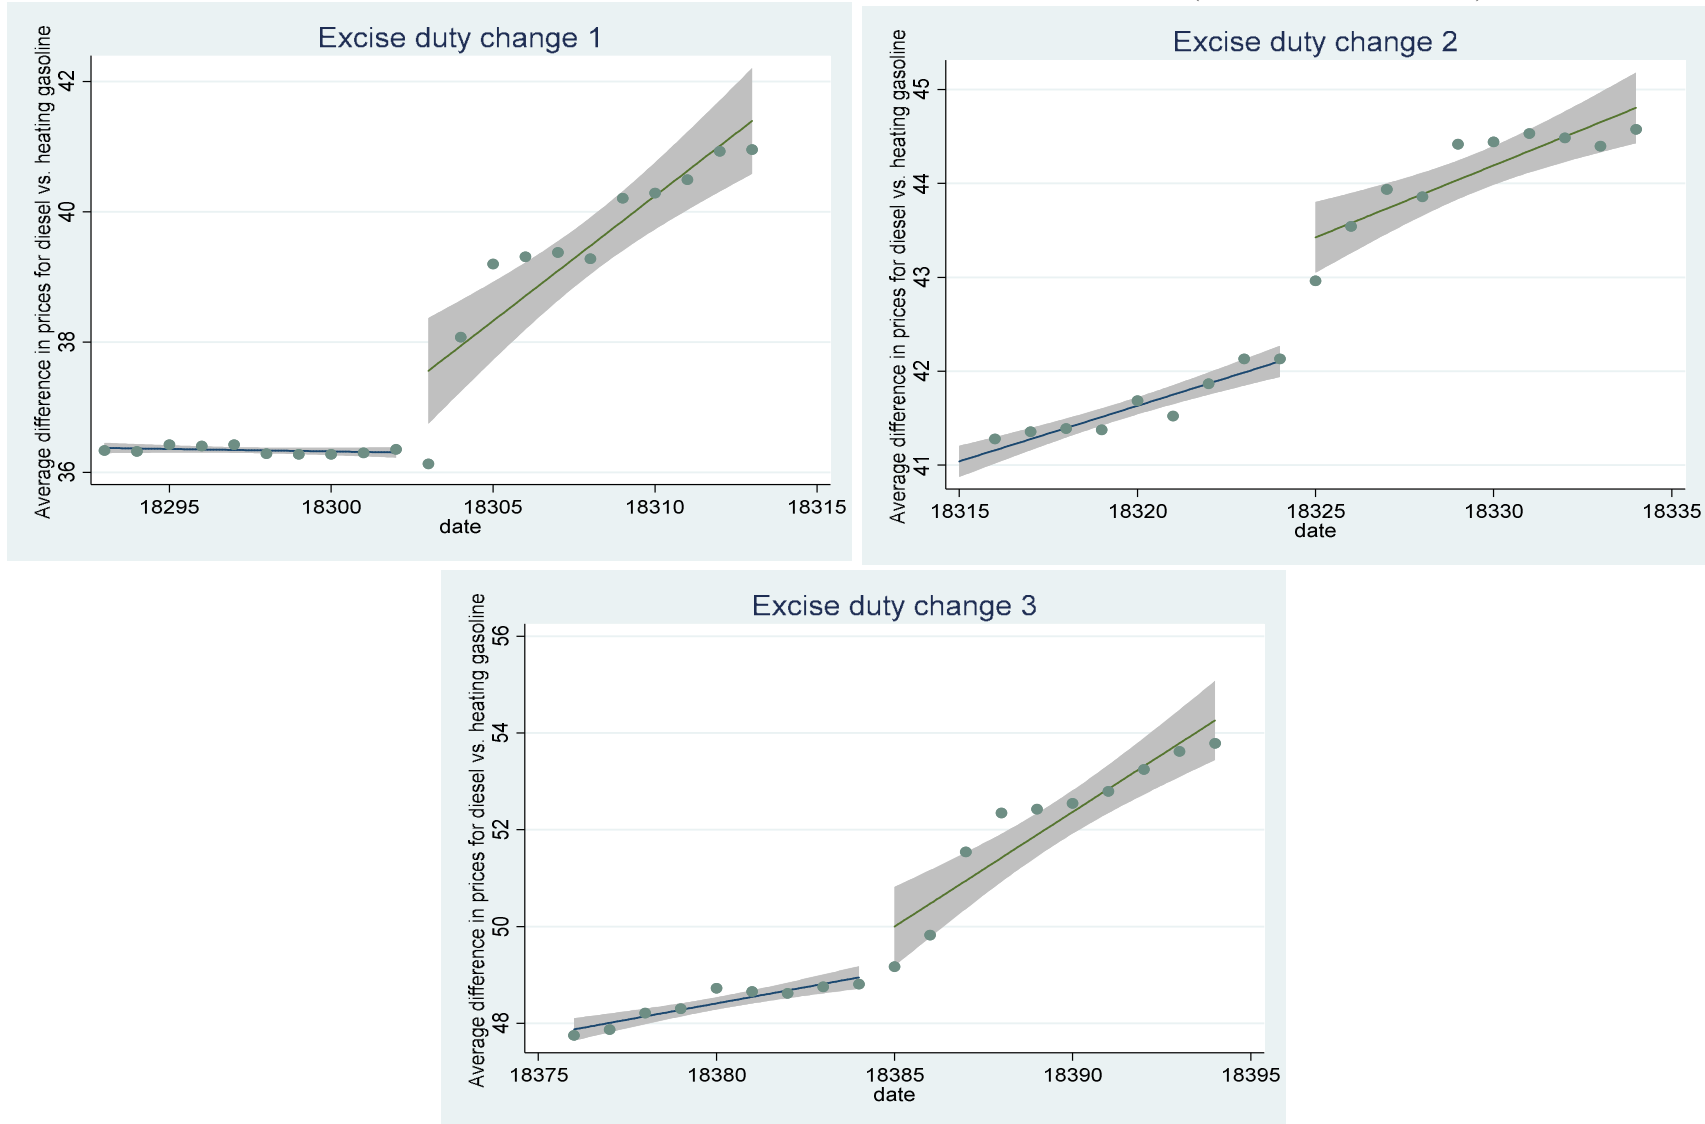 Excise duty change 1
Average difference in prices for diesel vs. heating gasoline
42
40
38
36
18295 18300 18305 18310 18315
date
Excise duty change 2
Average difference in prices for diesel vs. heating gasoline
45
44
43
42
41
18315 18320 18325 18330 18335
date
Excise duty change 3
Average difference in prices for diesel vs. heating gasoline
56
54
52
50
48
18375 18380 18385 18390 18395
date